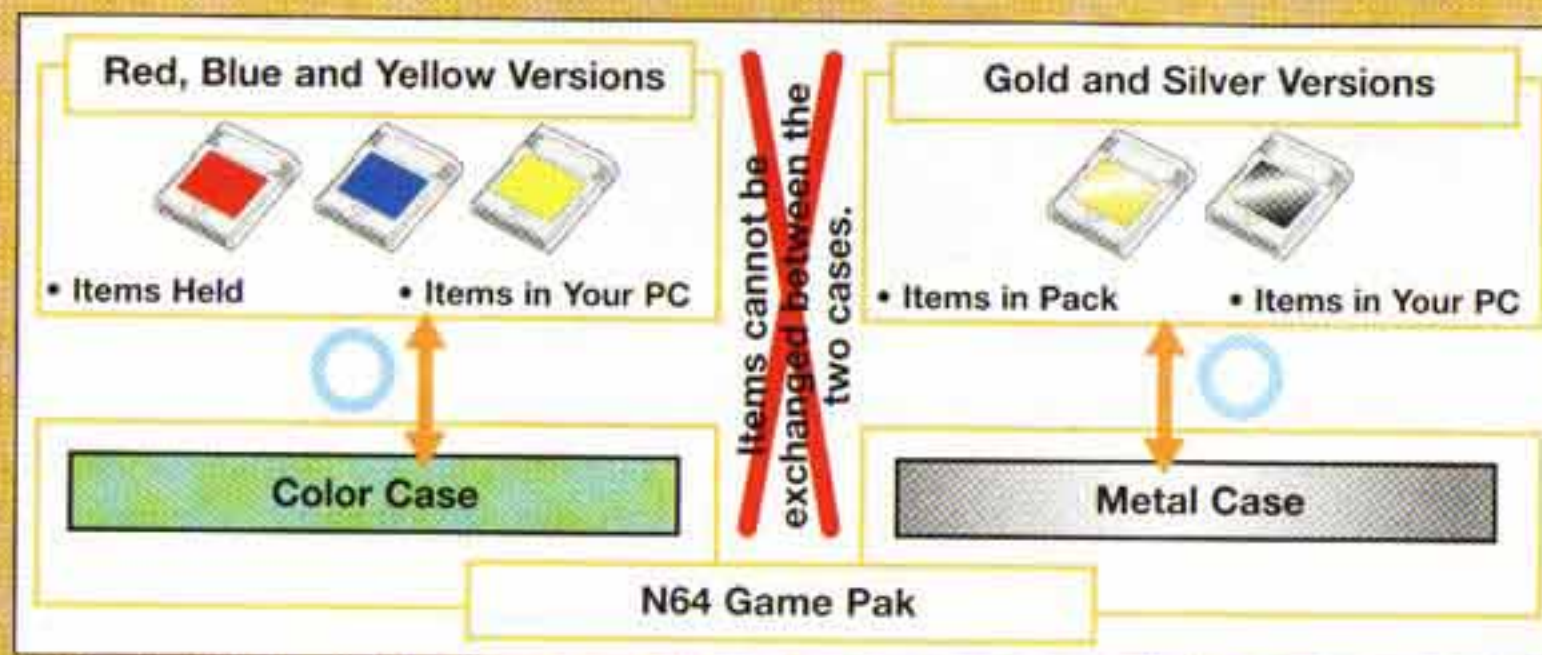 Red, Blue and Yellow Versions
• Items Held
• Items in Your PC
Items cannot be
exchanged between the
two cases.
Gold and Silver Versions
• Items in Pack
• Items in Your PC
Color Case
Metal Case
N64 Game Pak